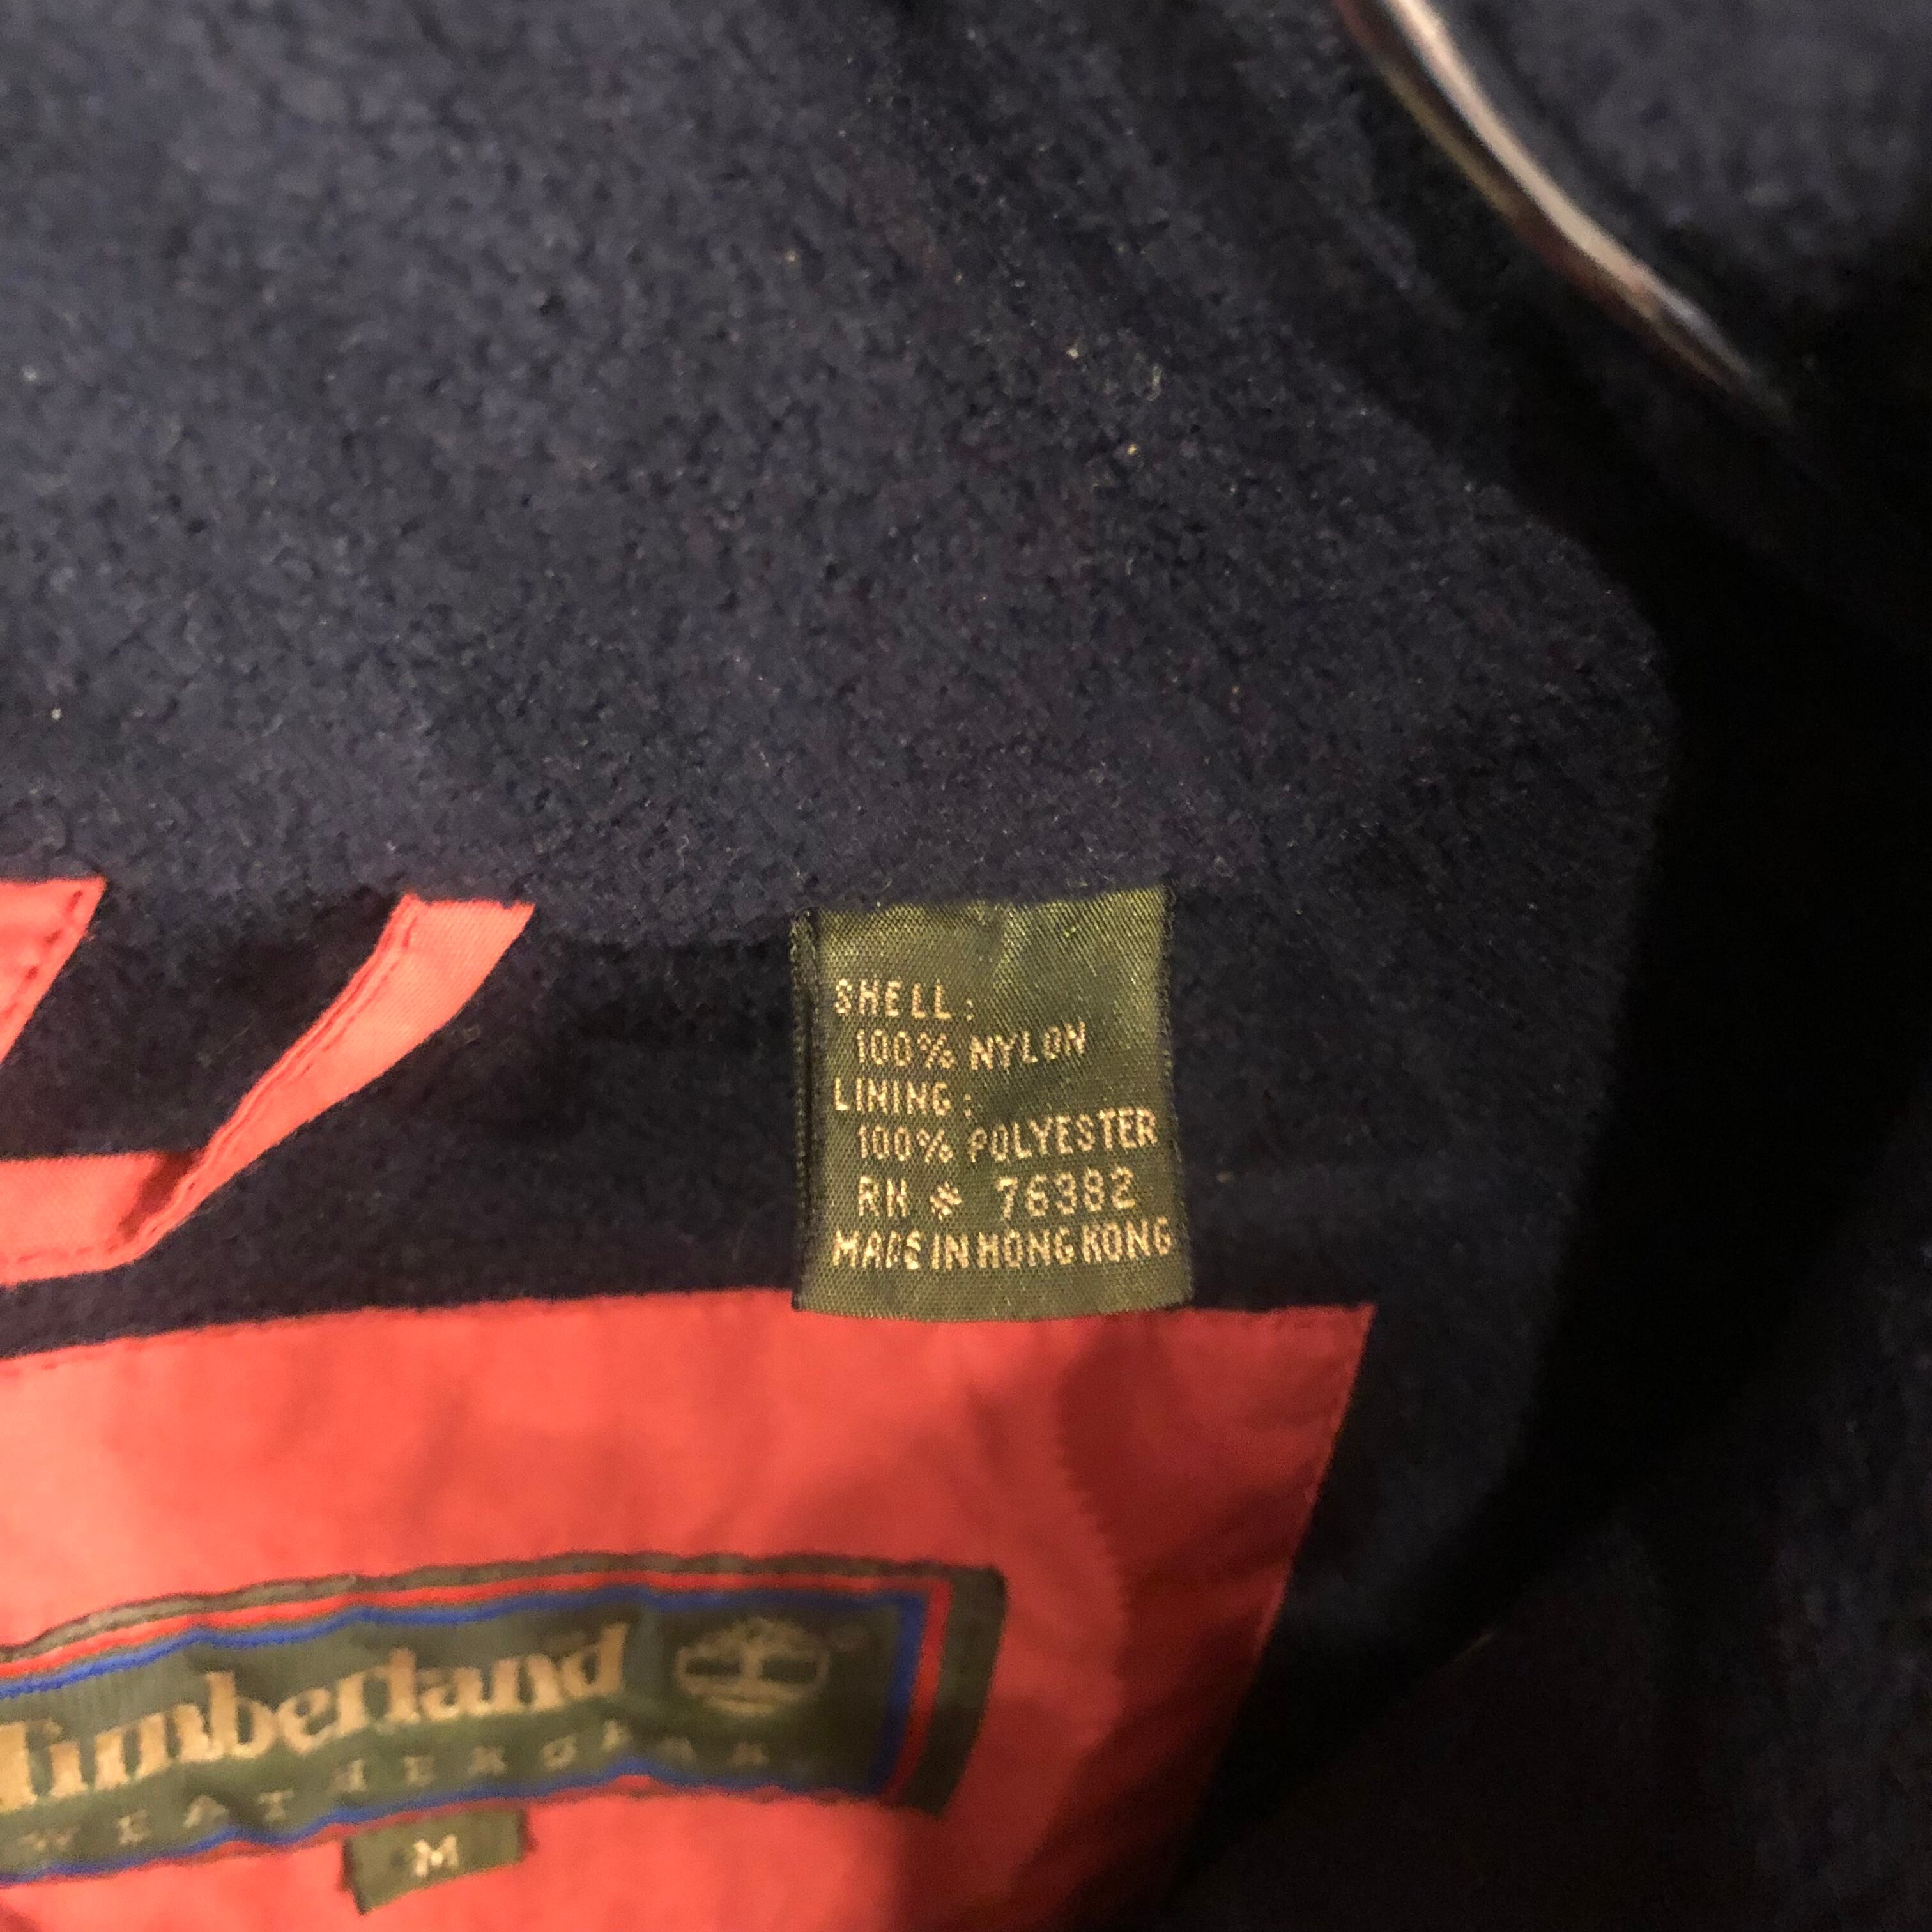 SHELL:
100% NYLON
LINING:
100% POLYESTER
RN # 76382
MADE IN HONG KONG
Timberland ®
WEATHERGEAR
M